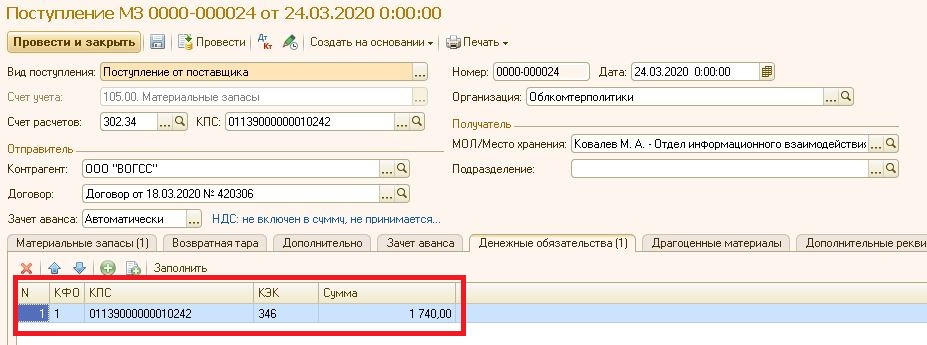 Поступление МЗ 0000-000024 от 24.03.2020 0:00:00
Провести и закрыть Провести Дт Кт Создать на основании Печать
Вид поступления: Поступление от поставщика ... Номер: 0000-000024 Дата: 24.03.2020 0:00:00
Счет учета: 105.00. Материальные запасы ... Организация: Облкомтерполитики ...
Счет расчетов: 302.34 ... КПС: 01139000000010242 ... Получатель
Отправитель МОЛ/Место хранения: Ковалев М. А. - Отдел информационного взаимодействия
Контрагент: ООО "ВОГСС" ... Подразделение: ...
Договор: Договор от 18.03.2020 № 420306 ...
Зачет аванса: Автоматически ... НДС: не включен в сумму, не принимается...
Материальные запасы (1) Возвратная тара Дополнительно Зачет аванса Денежные обязательства (1) Драгоценные материалы Дополнительные рекви
Заполнить
N КФО КПС КЭК Сумма
1 1 01139000000010242 346 1 740,00